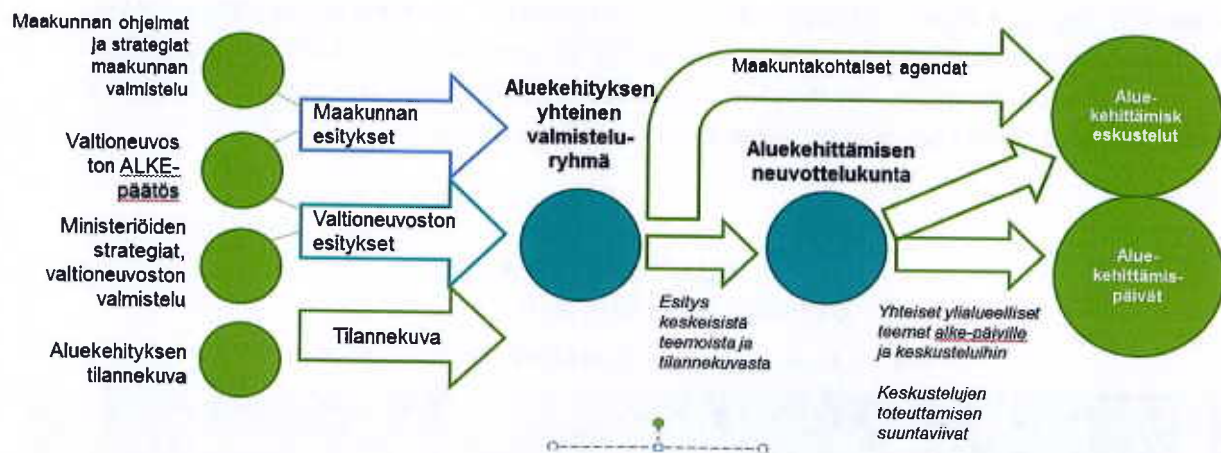 Maakunnan ohjelmat
ja strategiat
maakunnan
valmistelu
Valtioneuvos
ton ALKE-
päätös
Ministeriöiden
strategiat,
valtioneuvoston
valmistelu
Aluekehityksen
tilannekuva
Maakunnan
esitykset
Valtioneuvoston
esitykset
Tilannekuva
Aluekehityksen
yhteinen
valmistelu-
ryhmä
Maakuntakohtaiset agendat
Esitys
keskeisistä
teemoista ja
tilannekuvasta
Aluekehittämisen
neuvottelukunta
Yhteiset ylialueelliset
teemat alke-päiville
ja keskusteluihin
Keskustelujen
toteuttamisen
suuntaviivat
Alue-
kehittämisk
eskustelut
Alue-
kehittämis-
päivät